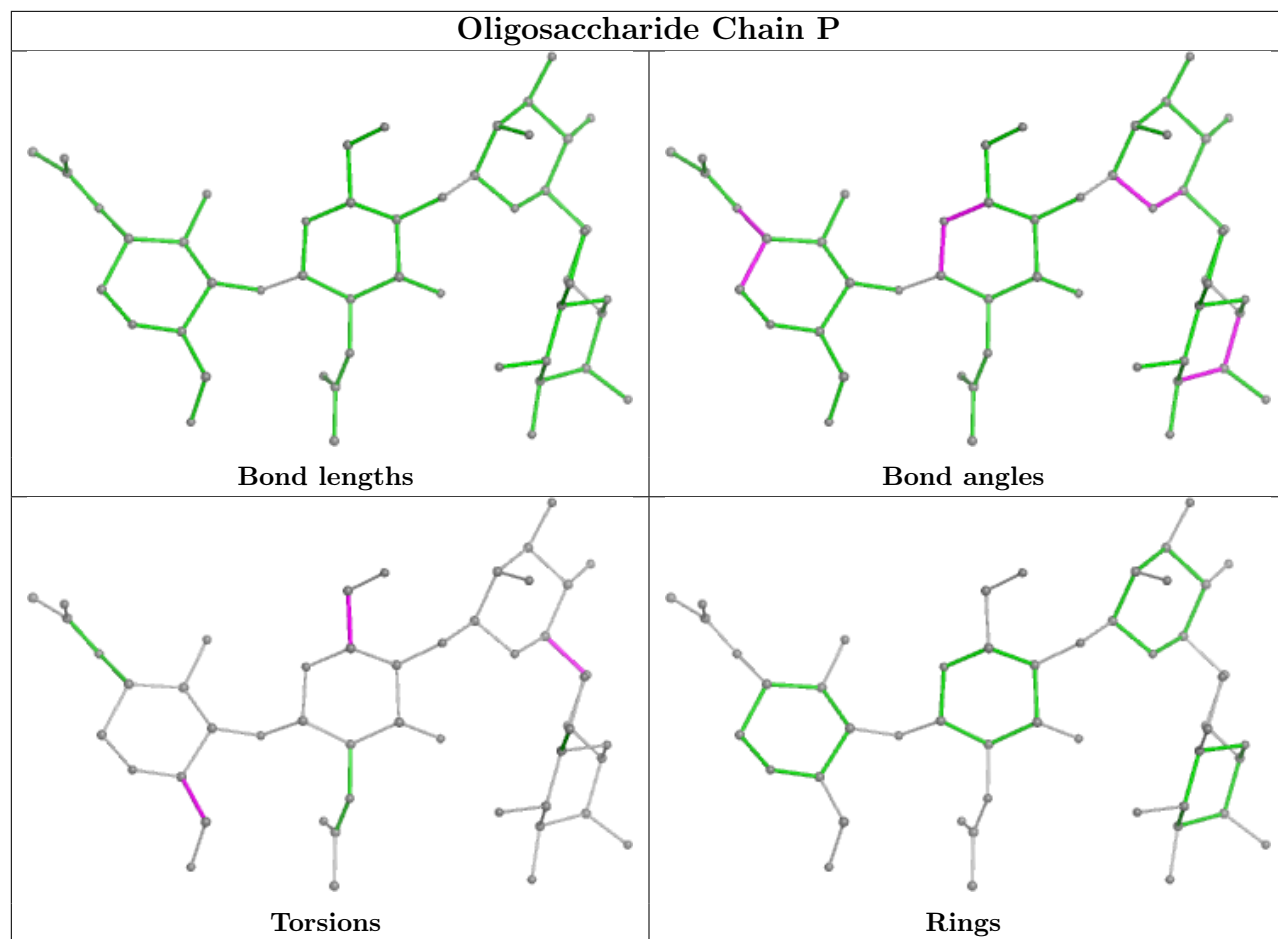 Oligosaccharide Chain P
Bond lengths
Bond angles
Torsions
Rings